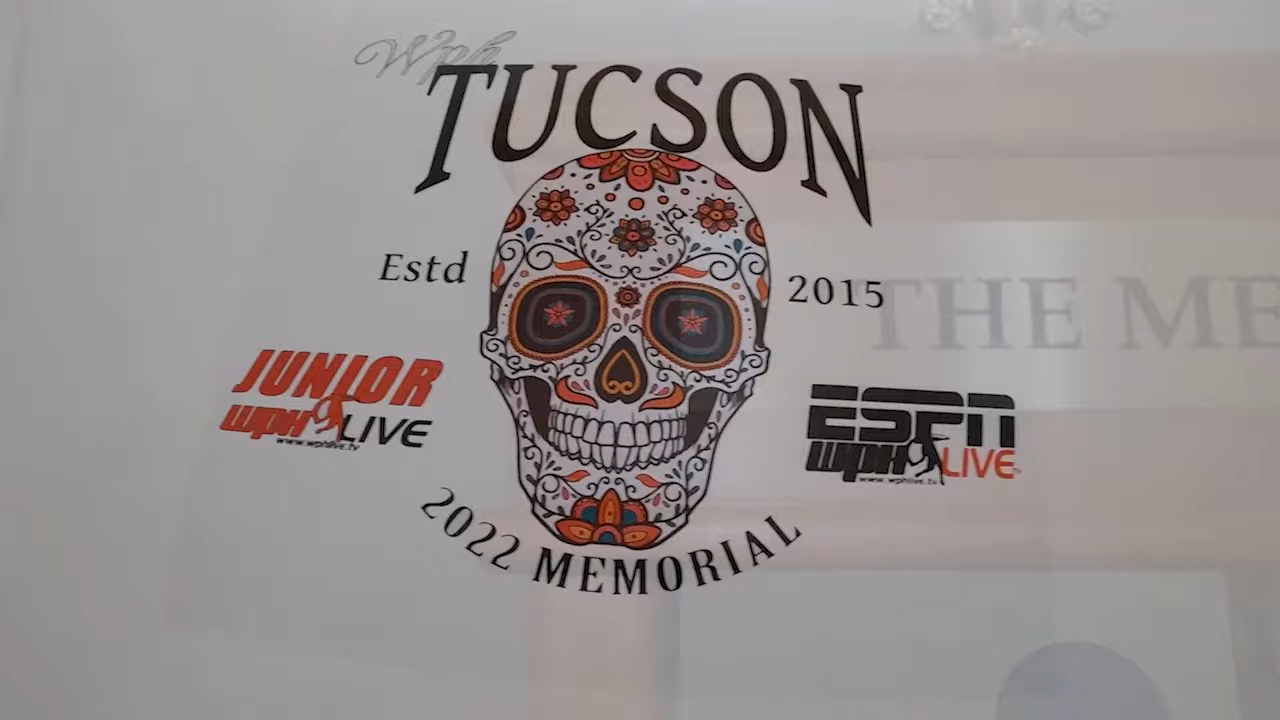 Wph
TUCSON
Estd 2015
THE ME
JUNIOR
WPH LIVE
www.wphlive.tv
ESPN
WPH LIVE
www.wphlive.tv
2022 MEMORIAL